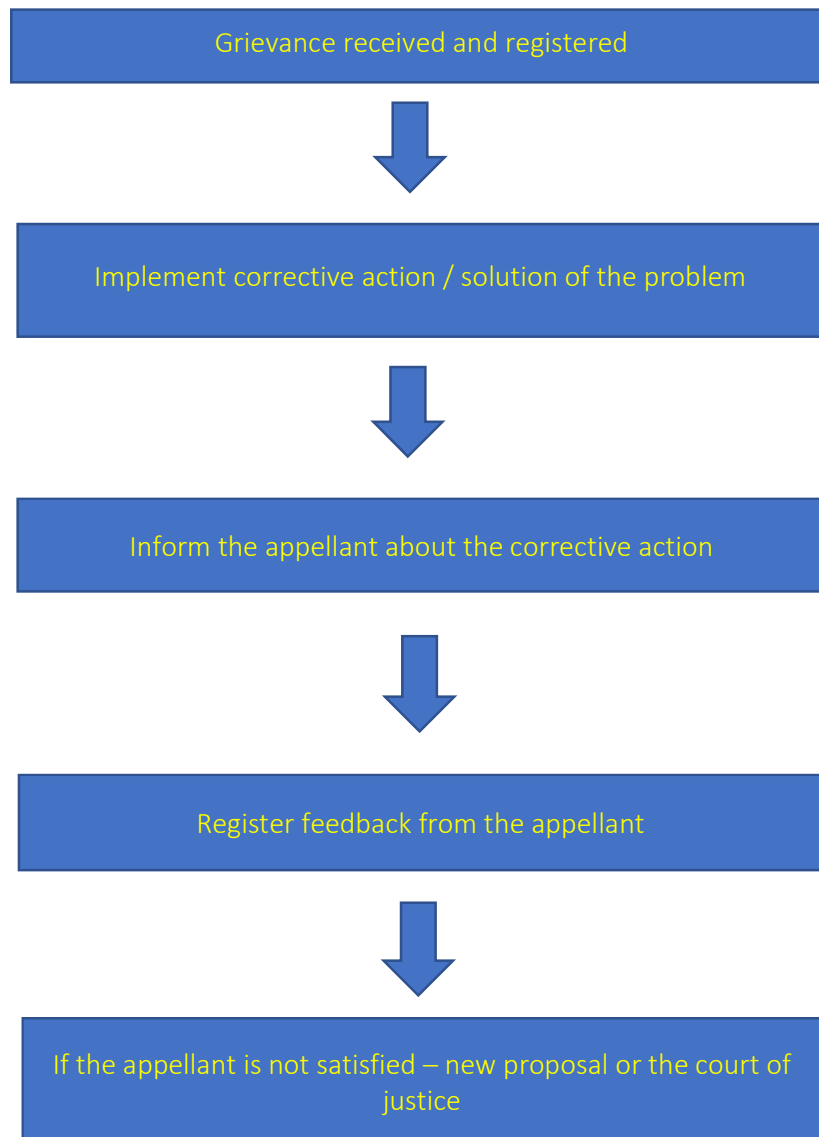 Grievance received and registered
Implement corrective action / solution of the problem
Inform the appellant about the corrective action
Register feedback from the appellant
If the appellant is not satisfied – new proposal or the court of
justice